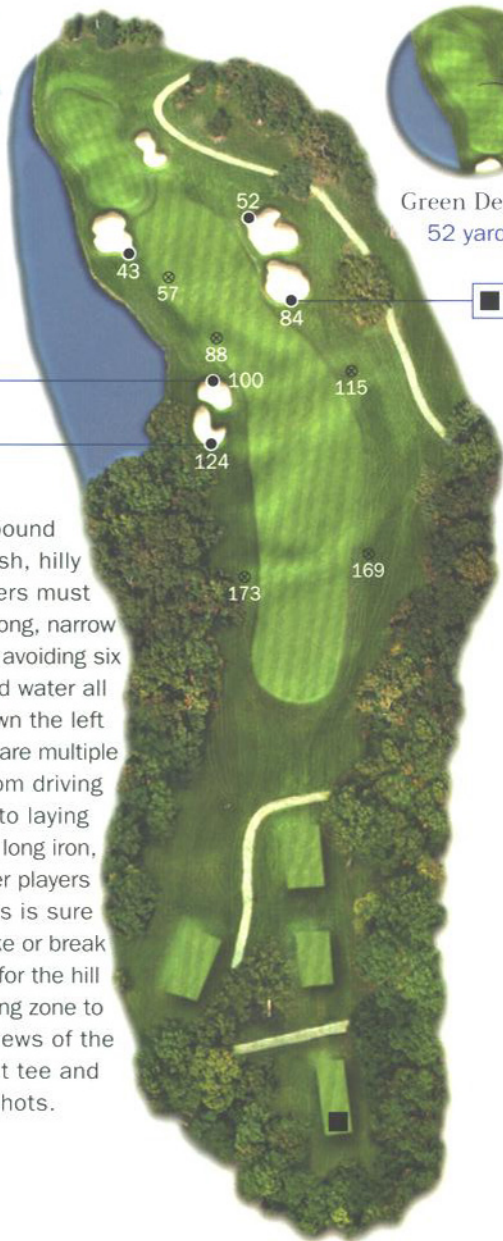 Green De
52 yard
52
43
57
84
88
100
115
124
169
173
ound
sh, hilly
ers must
ong, narrow
avoiding six
d water all
wn the left
are multiple
om driving
to laying
long iron,
er players
s is sure
ke or break
for the hill
ng zone to
ews of the
t tee and
hots.